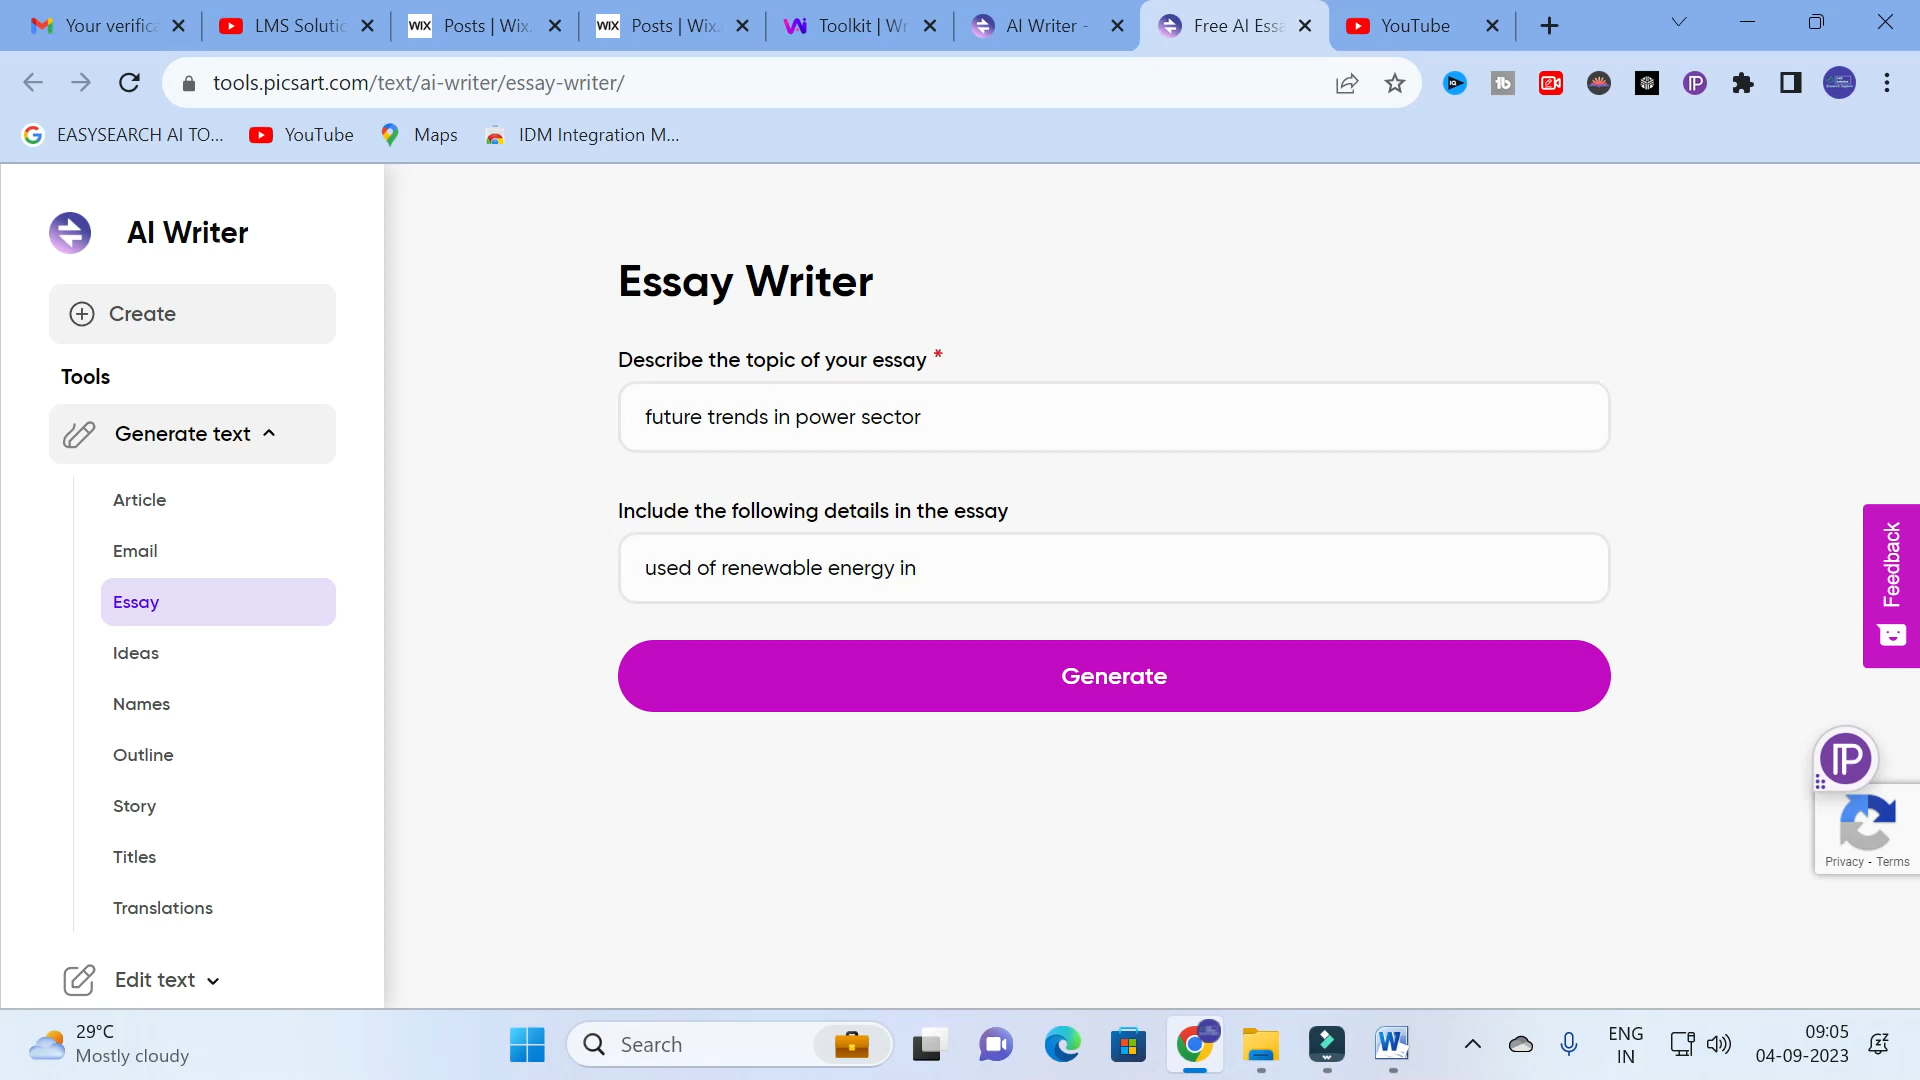 Your verifica
LMS Solutic
WIX
Posts | Wix.
WIX
Posts | Wix.
Toolkit | Wr
AI Writer -
Free AI Essa
YouTube
tools.picsart.com/text/ai-writer/essay-writer/
EASYSEARCH AI TO...
YouTube
Maps
IDM Integration M...
AI Writer
Create
Tools
Generate text
Article
Email
Essay
Ideas
Names
Outline
Story
Titles
Translations
Edit text
Essay Writer
Describe the topic of your essay *
future trends in power sector
Include the following details in the essay
used of renewable energy in
Generate
Feedback
Privacy - Terms
29°C
Mostly cloudy
Search
ENG
IN
09:05
04-09-2023